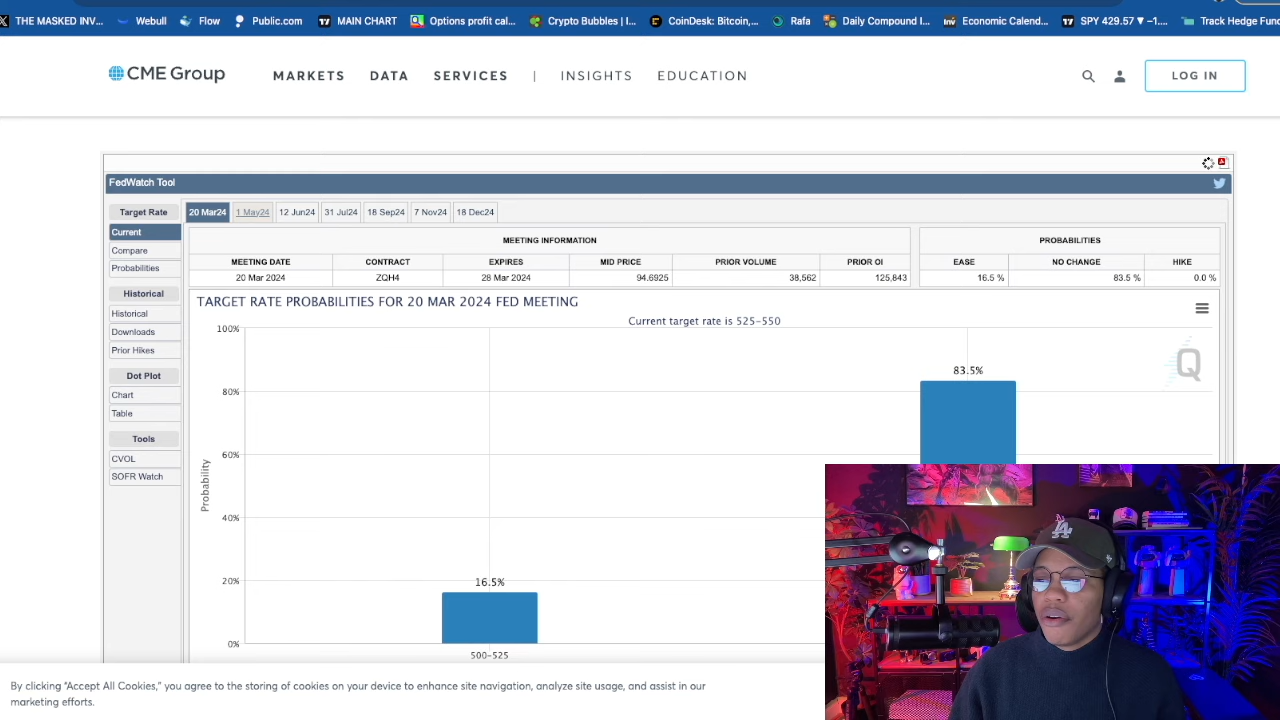 THE MASKED INV...
Webull
Flow
Public.com
MAIN CHART
Options profit cal...
Crypto Bubbles | I...
CoinDesk: Bitcoin,...
Rafa
Daily Compound I...
Economic Calend...
SPY 429.57 ▼ −1....
Track Hedge Fund
CME Group
MARKETS DATA SERVICES | INSIGHTS EDUCATION
LOG IN
FedWatch Tool
Target Rate
Current
Compare
Probabilities
Historical
Historical
Downloads
Prior Hikes
Dot Plot
Chart
Table
Tools
CVOL
SOFR Watch
20 Mar24 1 May24 12 Jun24 31 Jul24 18 Sep24 7 Nov24 18 Dec24
MEETING INFORMATION
MEETING DATE CONTRACT EXPIRES MID PRICE PRIOR VOLUME PRIOR OI
20 Mar 2024 ZQH4 28 Mar 2024 94.6925 38,562 125,843
PROBABILITIES
EASE NO CHANGE HIKE
16.5 % 83.5 % 0.0 %
TARGET RATE PROBABILITIES FOR 20 MAR 2024 FED MEETING
Current target rate is 525–550
Q
Probability
100%
80%
60%
40%
20%
0%
83.5%
16.5%
500–525
By clicking “Accept All Cookies,” you agree to the storing of cookies on your device to enhance site navigation, analyze site usage, and assist in our
marketing efforts.
LA